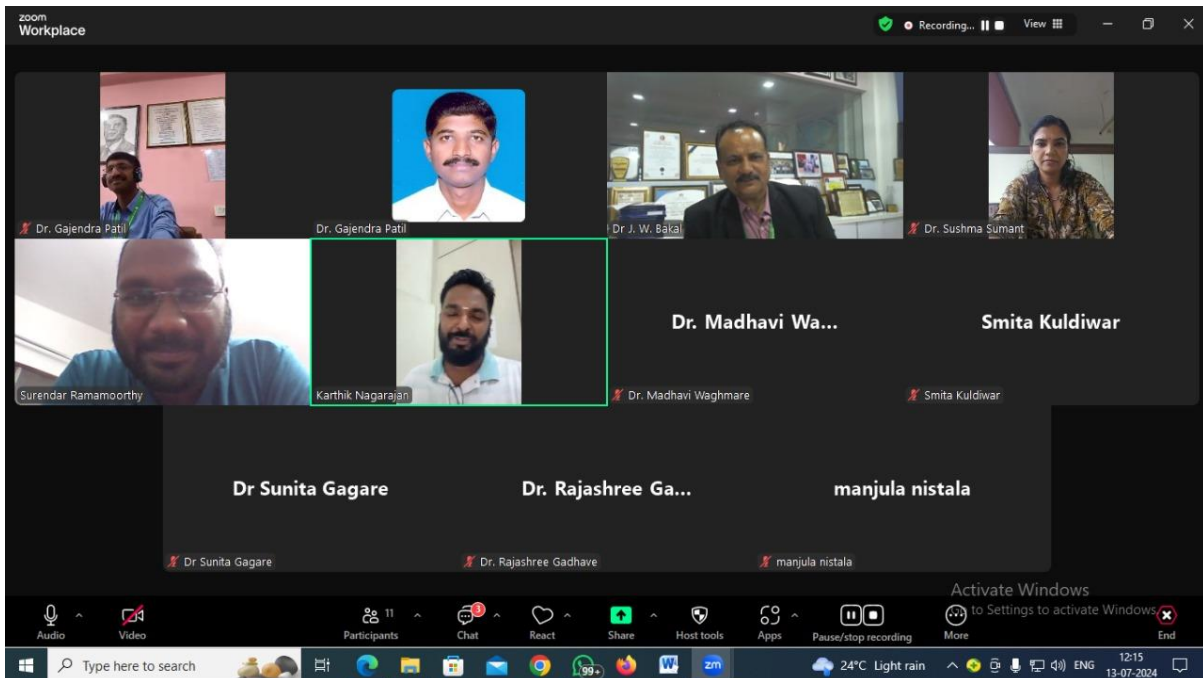 zoom
Workplace
Recording...
View
Dr. Gajendra Patil
Dr. Gajendra Patil
Dr J. W. Bakal
Dr. Sushma Sumant
Surendar Ramamoorthy
Karthik Nagarajan
Dr. Madhavi Wa...
Dr. Madhavi Waghmare
Smita Kuldiwar
Smita Kuldiwar
Dr Sunita Gagare
Dr Sunita Gagare
Dr. Rajashree Ga...
Dr. Rajashree Gadhave
manjula nistala
manjula nistala
Activate Windows
to Settings to activate Windows.
Audio
Video
11
Participants
3
Chat
React
Share
Host tools
Apps
Pause/stop recording
More
End
Type here to search
99+
W
zm
24°C Light rain
ENG
12:15
13-07-2024